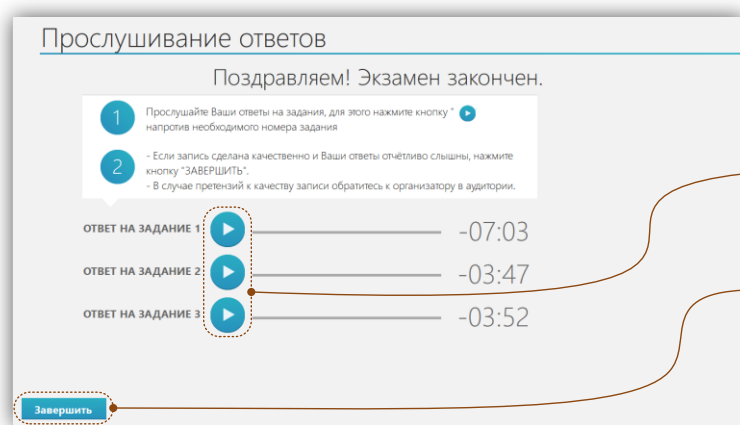 Прослушивание ответов
Поздравляем! Экзамен закончен.
1
Прослушайте Ваши ответы на задания, для этого нажмите кнопку "
напротив необходимого номера задания
2
- Если запись сделана качественно и Ваши ответы отчётливо слышны, нажмите
кнопку "ЗАВЕРШИТЬ".
- В случае претензий к качеству записи обратитесь к организатору в аудитории.
ОТВЕТ НА ЗАДАНИЕ 1 -07:03
ОТВЕТ НА ЗАДАНИЕ 2 -03:47
ОТВЕТ НА ЗАДАНИЕ 3 -03:52
Завершить